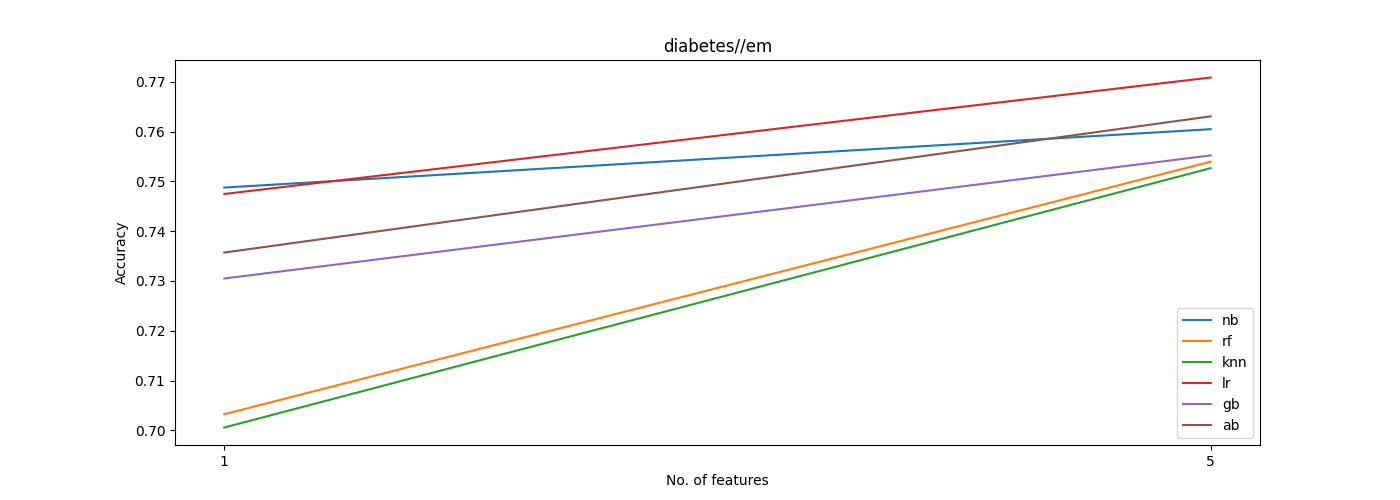 diabetes//em
Accuracy
0.77
0.76
0.75
0.74
0.73
0.72
0.71
0.70
nb
rf
knn
lr
gb
ab
1
5
No. of features